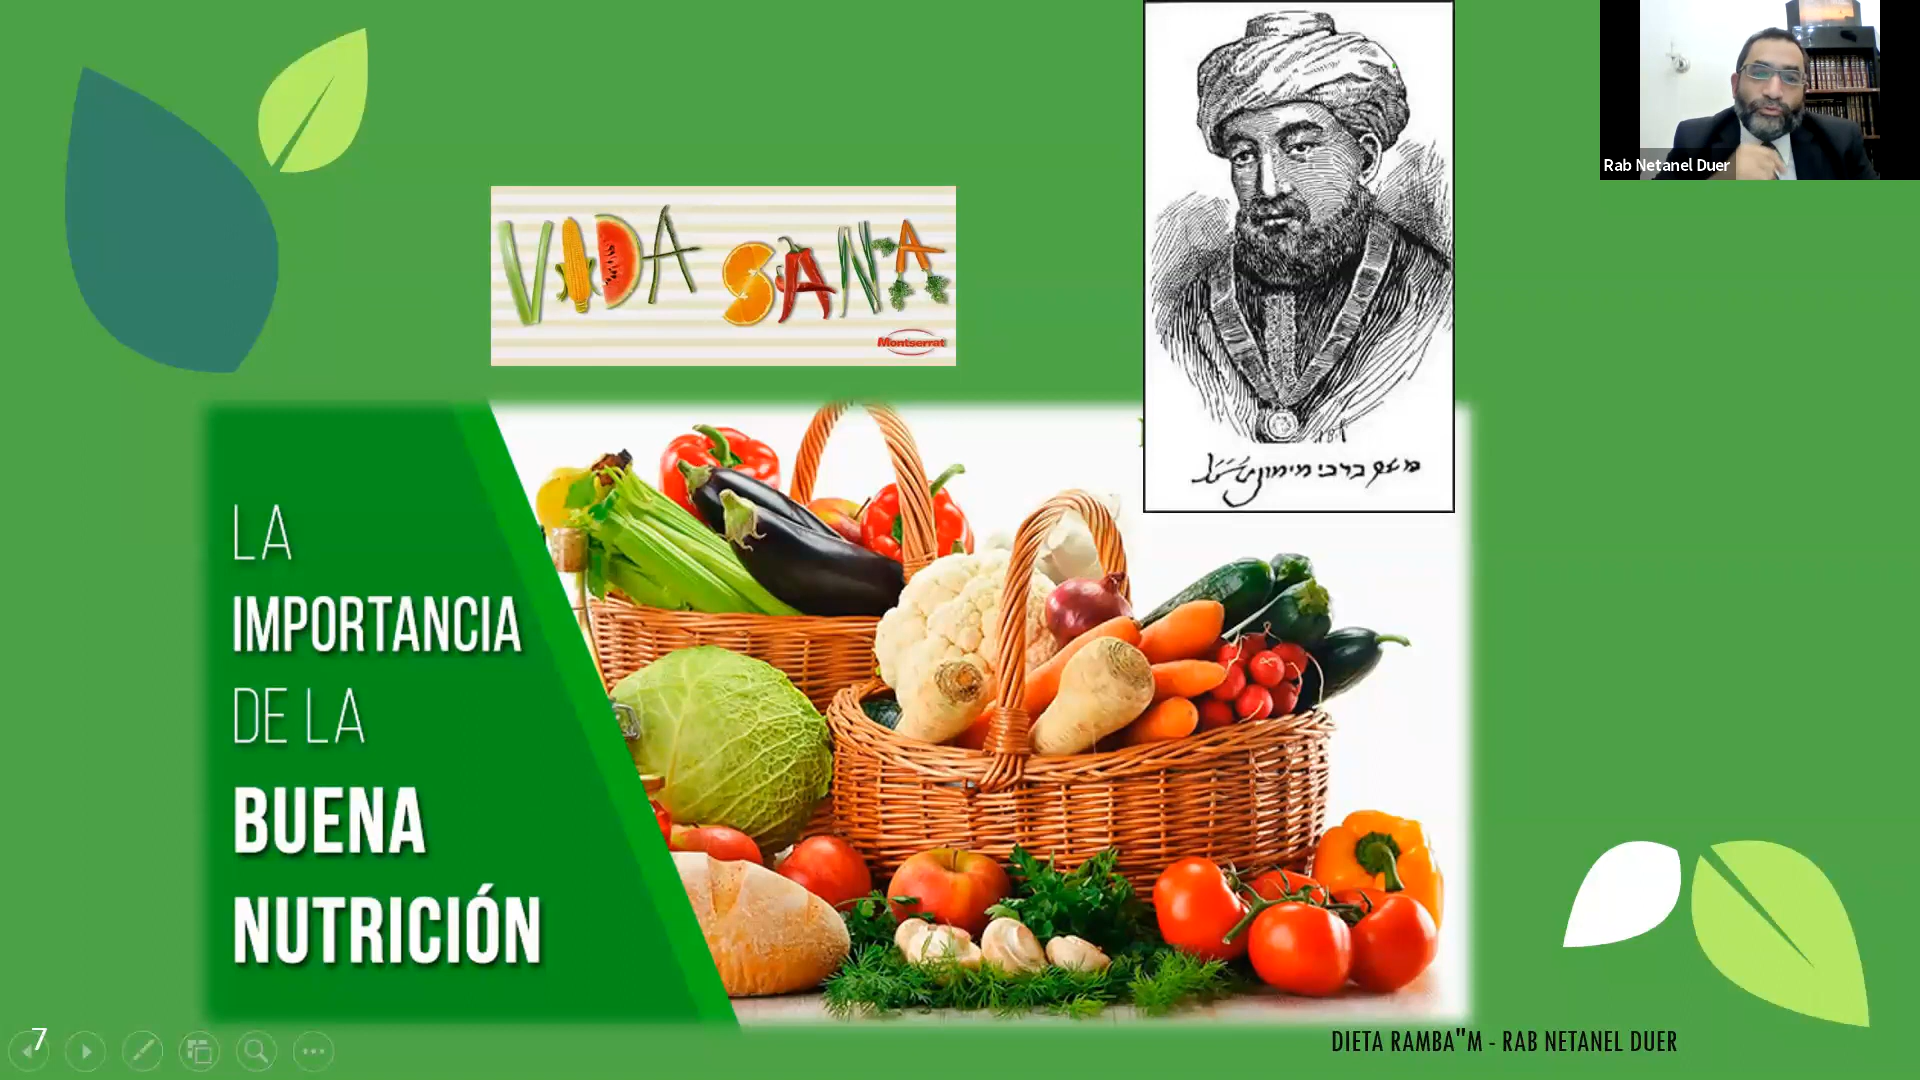 VIDA SANA
Montserrat
Rab Netanel Duer
LA
IMPORTANCIA
DE LA
BUENA
NUTRICIÓN
7
DIETA RAMBA"M - RAB NETANEL DUER